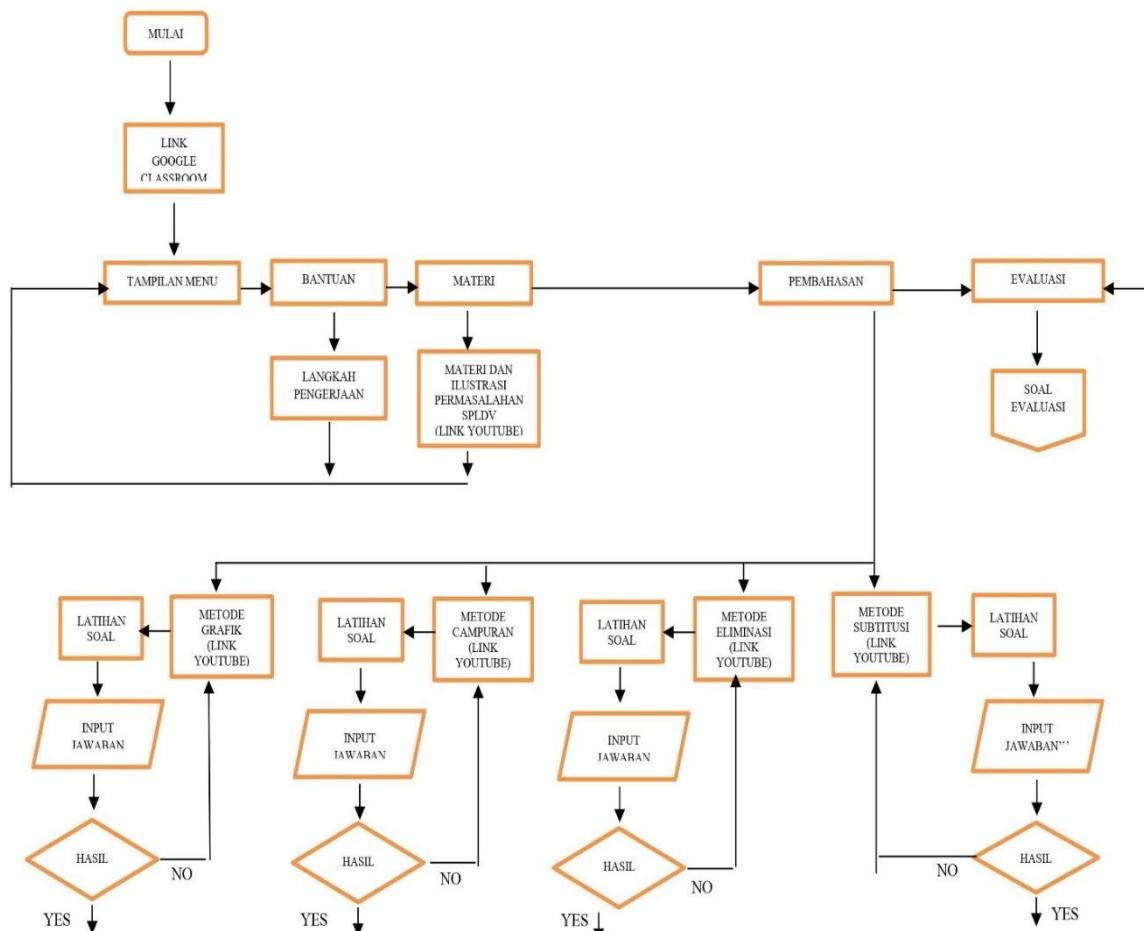 MULAI
LINK
GOOGLE
CLASSROOM
TAMPILAN MENU
BANTUAN
MATERI
PEMBAHASAN
EVALUASI
LANGKAH
PENGERJAAN
MATERI DAN
ILUSTRASI
PERMASALAHAN
SPLDV
(LINK YOUTUBE)
SOAL
EVALUASI
LATIHAN
SOAL
METODE
GRAFIK
(LINK
YOUTUBE)
LATIHAN
SOAL
METODE
CAMPURAN
(LINK
YOUTUBE)
LATIHAN
SOAL
METODE
ELIMINASI
(LINK
YOUTUBE)
METODE
SUBTITUSI
(LINK
YOUTUBE)
LATIHAN
SOAL
INPUT
JAWABAN
INPUT
JAWABAN
INPUT
JAWABAN
INPUT
JAWABAN```
HASIL
NO
YES
HASIL
NO
YES
HASIL
NO
YES
HASIL
NO
YES